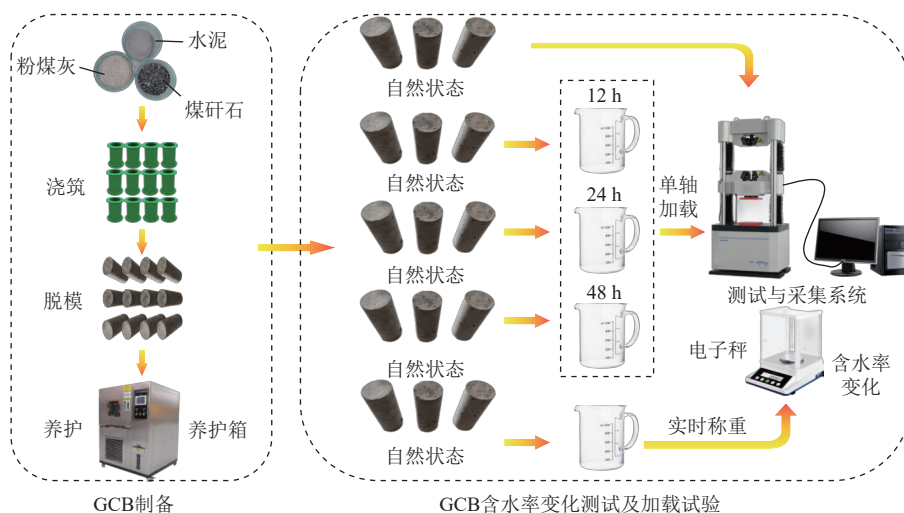 水泥
粉煤灰
煤矸石
浇筑
脱模
养护
养护箱
GCB制备
自然状态
12 h
自然状态
24 h
自然状态
48 h
自然状态
自然状态
单轴
加载
测试与采集系统
电子秤
含水率
变化
实时称重
GCB含水率变化测试及加载试验